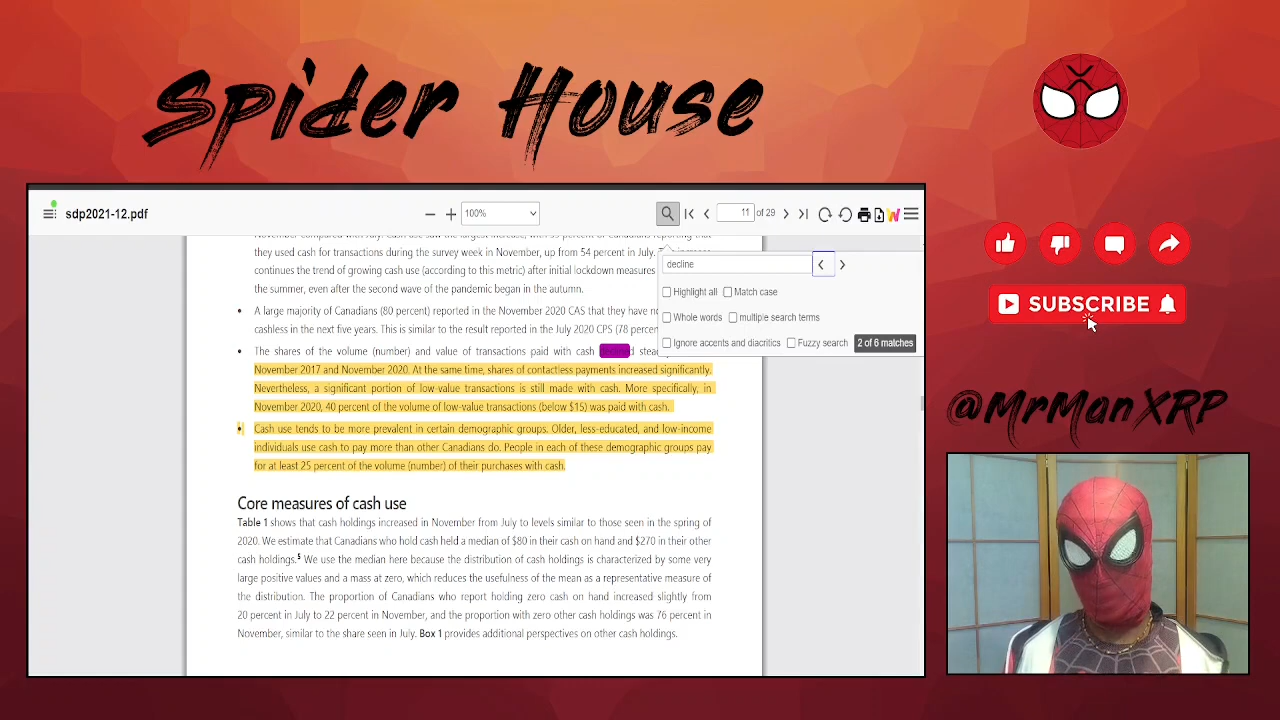 Spider House
sdp2021-12.pdf
100%
11 of 29
decline
Highlight all Match case
Whole words multiple search terms
Ignore accents and diacritics Fuzzy search 2 of 6 matches
they used cash for transactions during the survey week in November, up from 54 percent in July.
continues the trend of growing cash use (according to this metric) after initial lockdown measures
the summer, even after the second wave of the pandemic began in the autumn.
• A large majority of Canadians (80 percent) reported in the November 2020 CAS that they have no
cashless in the next five years. This is similar to the result reported in the July 2020 CPS (78 percent
• The shares of the volume (number) and value of transactions paid with cash
November 2017 and November 2020. At the same time, shares of contactless payments increased significantly.
Nevertheless, a significant portion of low-value transactions is still made with cash. More specifically, in
November 2020, 40 percent of the volume of low-value transactions (below $15) was paid with cash.
• Cash use tends to be more prevalent in certain demographic groups. Older, less-educated, and low-income
individuals use cash to pay more than other Canadians do. People in each of these demographic groups pay
for at least 25 percent of the volume (number) of their purchases with cash.
Core measures of cash use
Table 1 shows that cash holdings increased in November from July to levels similar to those seen in the spring of
2020. We estimate that Canadians who hold cash held a median of $80 in their cash on hand and $270 in their other
cash holdings.5 We use the median here because the distribution of cash holdings is characterized by some very
large positive values and a mass at zero, which reduces the usefulness of the mean as a representative measure of
the distribution. The proportion of Canadians who report holding zero cash on hand increased slightly from
20 percent in July to 22 percent in November, and the proportion with zero other cash holdings was 76 percent in
November, similar to the share seen in July. Box 1 provides additional perspectives on other cash holdings.
SUBSCRIBE
@MrManXRP